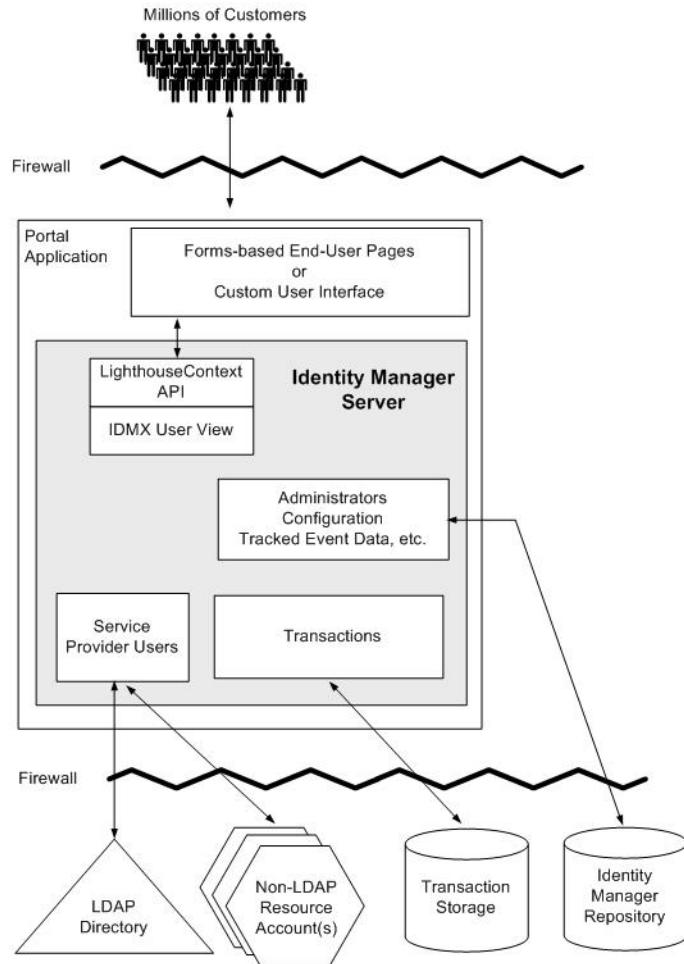 Millions of Customers
Firewall
Portal
Application
Forms-based End-User Pages
or
Custom User Interface
LighthouseContext
API
IDMX User View
Identity Manager
Server
Administrators
Configuration
Tracked Event Data, etc.
Service
Provider Users
Transactions
Firewall
LDAP
Directory
Non-LDAP
Resource
Account(s)
Transaction
Storage
Identity
Manager
Repository